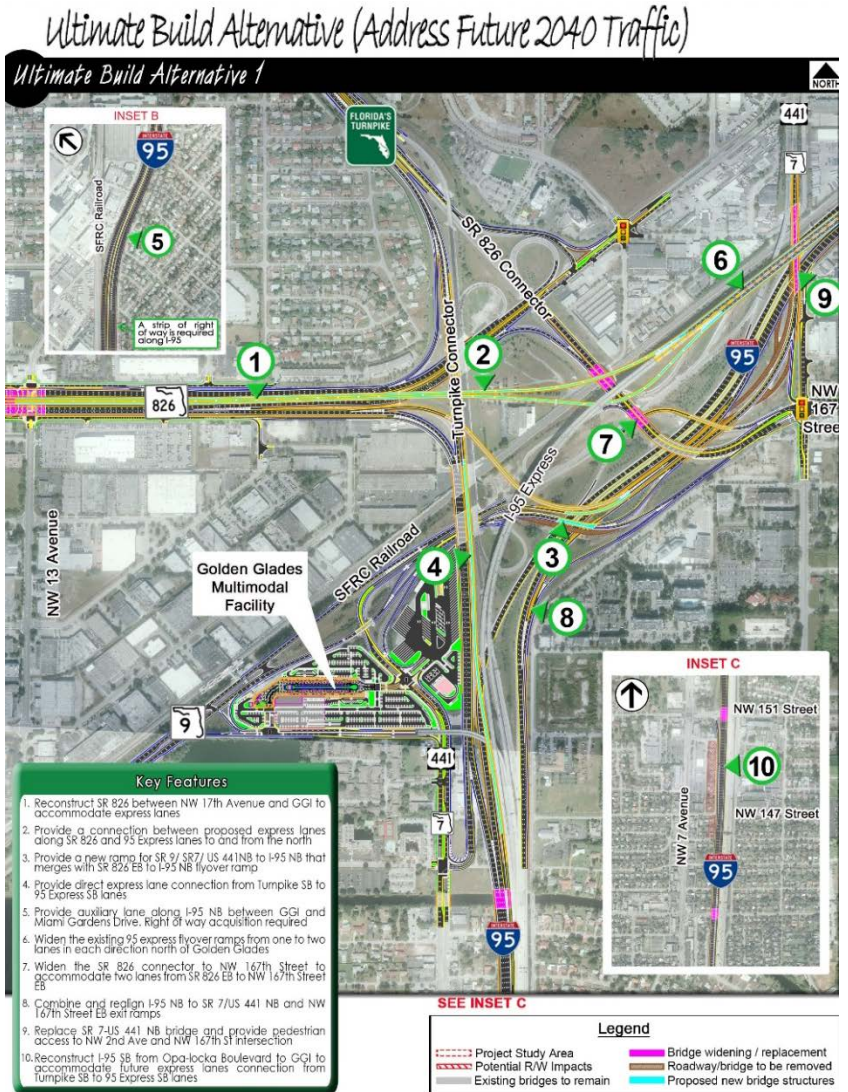 Ultimate Build Alternative (Address Future 2040 Traffic)
Ultimate Build Alternative 1
NORTH
INSET B
INTERSTATE
95
SFRC Railroad
5
A strip of right
of way is required
along I-95
FLORIDA'S
TURNPIKE
441
7
SR 826 Connector
6
9
1
2
Turnpike Connector
826
INTERSTATE
95
NW
167th
Street
7
I-95 Express
3
NW 13 Avenue
SFRC Railroad
4
Golden Glades
Multimodal
Facility
8
9
441
7
INTERSTATE
95
INSET C
NW 151 Street
10
NW 7 Avenue
NW 147 Street
INTERSTATE
95
SEE INSET C
Key Features
1. Reconstruct SR 826 between NW 17th Avenue and GGI to
accommodate express lanes
2. Provide a connection between proposed express lanes
along SR 826 and 95 Express lanes to and from the north
3. Provide a new ramp for SR 9/ SR7/ US 441NB to I-95 NB that
merges with SR 826 EB to I-95 NB flyover ramp
4. Provide direct express lane connection from Turnpike SB to
95 Express SB lanes
5. Provide auxiliary lane along I-95 NB between GGI and
Miami Gardens Drive. Right of way acquisition required
6. Widen the existing 95 express flyover ramps from one to two
lanes in each direction north of Golden Glades
7. Widen the SR 826 connector to NW 167th Street to
accommodate two lanes from SR 826 EB to NW 167th Street
EB
8. Combine and realign I-95 NB to SR 7/US 441 NB and NW
167th Street EB exit ramps
9. Replace SR 7-US 441 NB bridge and provide pedestrian
access to NW 2nd Ave and NW 167th St intersection
10. Reconstruct I-95 SB from Opa-locka Boulevard to GGI to
accommodate future express lanes connection from
Turnpike SB to 95 Express SB lanes
Legend
Project Study Area
Potential R/W Impacts
Existing bridges to remain
Bridge widening / replacement
Roadway/bridge to be removed
Proposed new bridge structures